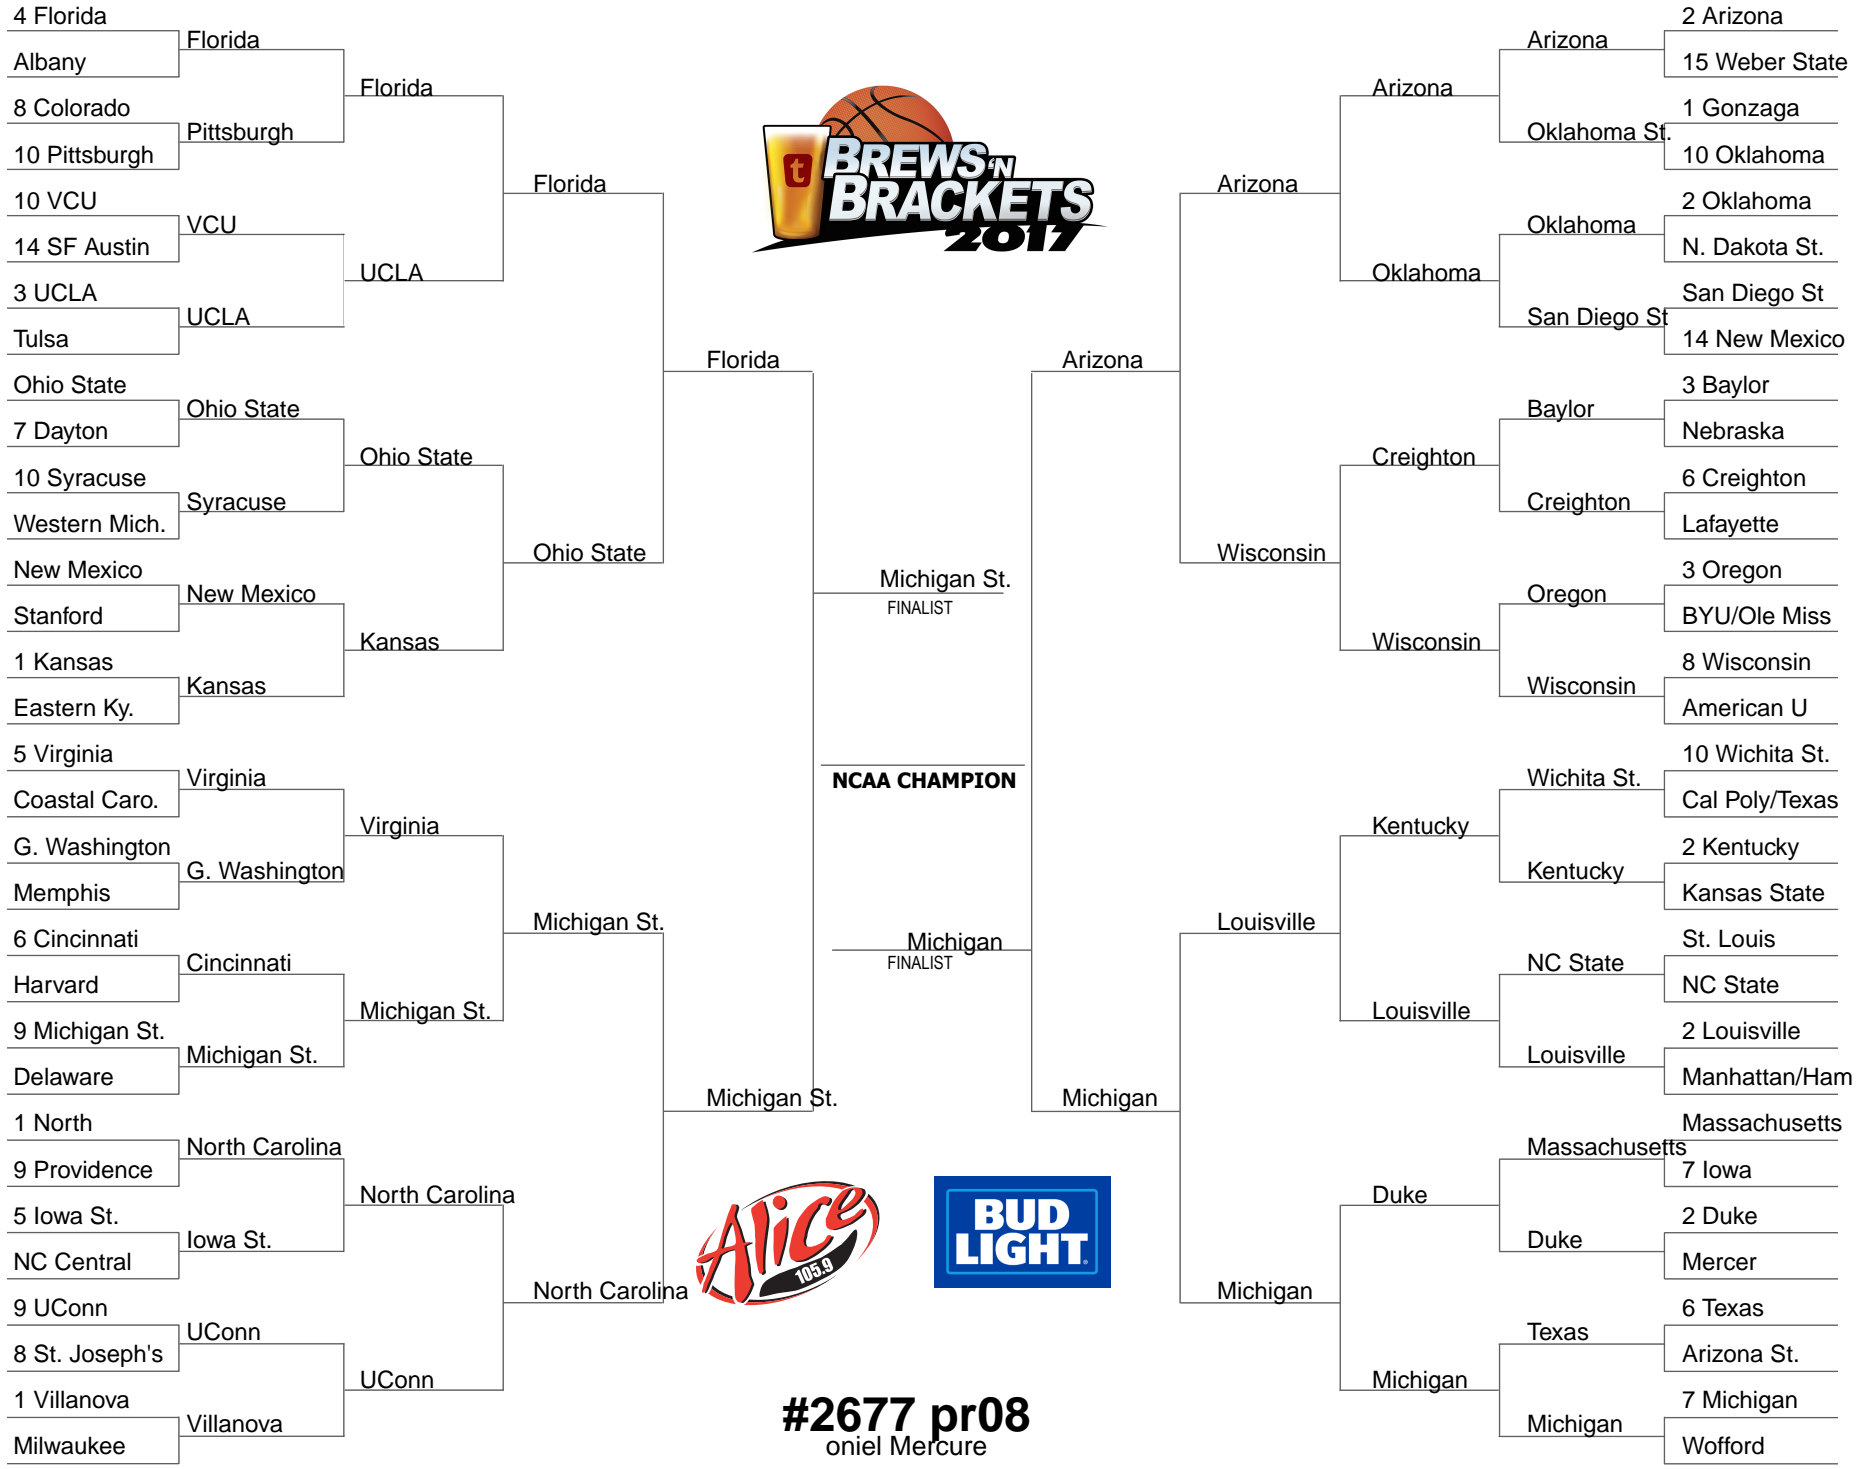 4 Florida
Albany
8 Colorado
10 Pittsburgh
10 VCU
14 SF Austin
3 UCLA
Tulsa
Ohio State
7 Dayton
10 Syracuse
Western Mich.
New Mexico
Stanford
1 Kansas
Eastern Ky.
5 Virginia
Coastal Caro.
G. Washington
Memphis
6 Cincinnati
Harvard
9 Michigan St.
Delaware
1 North
9 Providence
5 Iowa St.
NC Central
9 UConn
8 St. Joseph's
1 Villanova
Milwaukee
Florida
Pittsburgh
VCU
UCLA
Ohio State
Syracuse
New Mexico
Kansas
Virginia
G. Washington
Cincinnati
Michigan St.
North Carolina
Iowa St.
UConn
Villanova
Florida
UCLA
Ohio State
Kansas
Virginia
Michigan St.
North Carolina
UConn
Florida
Ohio State
Michigan St.
North Carolina
Florida
Michigan St.
t
BREWS 'N
BRACKETS
2017
Michigan St.
FINALIST
NCAA CHAMPION
Michigan
FINALIST
Alice
105.9
BUD
LIGHT
#2677 pr08
oniel Mercure
Arizona
Michigan
Arizona
Wisconsin
Louisville
Michigan
Arizona
Oklahoma
Creighton
Wisconsin
Kentucky
Louisville
Duke
Michigan
Arizona
Oklahoma St.
Oklahoma
San Diego St
Baylor
Creighton
Oregon
Wisconsin
Wichita St.
Kentucky
NC State
Louisville
Massachusetts
Duke
Texas
Michigan
2 Arizona
15 Weber State
1 Gonzaga
10 Oklahoma
2 Oklahoma
N. Dakota St.
San Diego St
14 New Mexico
3 Baylor
Nebraska
6 Creighton
Lafayette
3 Oregon
BYU/Ole Miss
8 Wisconsin
American U
10 Wichita St.
Cal Poly/Texas
2 Kentucky
Kansas State
St. Louis
NC State
2 Louisville
Manhattan/Ham
Massachusetts
7 Iowa
2 Duke
Mercer
6 Texas
Arizona St.
7 Michigan
Wofford